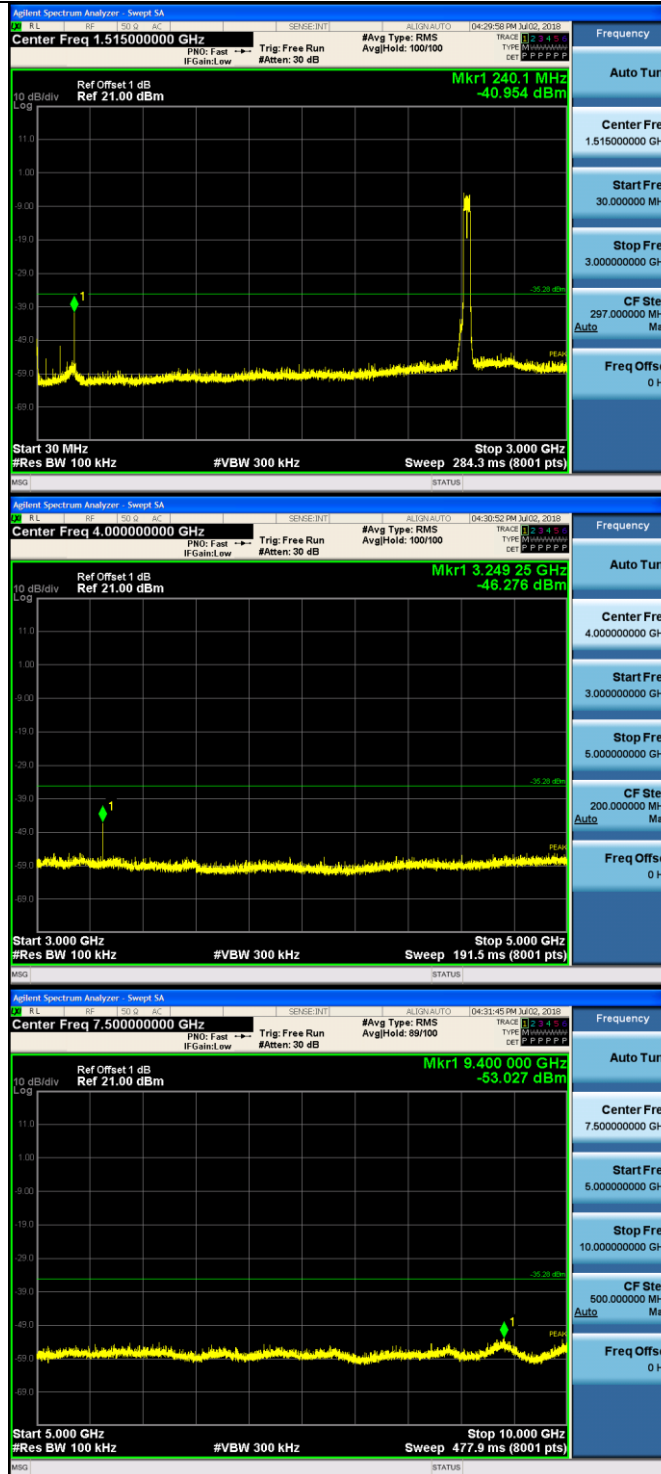 Agilent Spectrum Analyzer - Swept SA
RL RF 50 Ω AC SENSE:INT ALIGN AUTO 04:29:58 PM Jul 02, 2018
Center Freq 1.515000000 GHz
PNO: Fast Trig: Free Run #Avg Type: RMS TRACE 1 2 3 4 5 6
IFGain:Low #Atten: 30 dB Avg|Hold: 100/100 TYPE M
DET P P P P P P
Frequency
Auto Tun
Mkr1 240.1 MHz
-40.954 dBm
Ref Offset 1 dB
10 dB/div Ref 21.00 dBm
Log
11.0
1.00
-9.00
-19.0
-29.0
-39.0
-49.0
-59.0
-69.0
1
-35.28 dBm
PEAK
Center Fre
1.515000000 GH
Start Fre
30.000000 MH
Stop Fre
3.000000000 GH
CF Ste
297.000000 MH
Auto Ma
Freq Offs
0 H
Start 30 MHz Stop 3.000 GHz
#Res BW 100 kHz #VBW 300 kHz Sweep 284.3 ms (8001 pts)
MSG STATUS
Agilent Spectrum Analyzer - Swept SA
RL RF 50 Ω AC SENSE:INT ALIGN AUTO 04:30:52 PM Jul 02, 2018
Center Freq 4.000000000 GHz
PNO: Fast Trig: Free Run #Avg Type: RMS TRACE 1 2 3 4 5 6
IFGain:Low #Atten: 30 dB Avg|Hold: 100/100 TYPE M
DET P P P P P P
Frequency
Auto Tun
Mkr1 3.249 25 GHz
-46.276 dBm
Ref Offset 1 dB
10 dB/div Ref 21.00 dBm
Log
11.0
1.00
-9.00
-19.0
-29.0
-39.0
-49.0
-59.0
-69.0
1
-35.28 dBm
PEAK
Center Fre
4.000000000 GH
Start Fre
3.000000000 GH
Stop Fre
5.000000000 GH
CF Ste
200.000000 MH
Auto Ma
Freq Offs
0 H
Start 3.000 GHz Stop 5.000 GHz
#Res BW 100 kHz #VBW 300 kHz Sweep 191.5 ms (8001 pts)
MSG STATUS
Agilent Spectrum Analyzer - Swept SA
RL RF 50 Ω AC SENSE:INT ALIGN AUTO 04:31:45 PM Jul 02, 2018
Center Freq 7.500000000 GHz
PNO: Fast Trig: Free Run #Avg Type: RMS TRACE 1 2 3 4 5 6
IFGain:Low #Atten: 30 dB Avg|Hold: 89/100 TYPE M
DET P P P P P P
Frequency
Auto Tun
Mkr1 9.400 000 GHz
-53.027 dBm
Ref Offset 1 dB
10 dB/div Ref 21.00 dBm
Log
11.0
1.00
-9.00
-19.0
-29.0
-39.0
-49.0
-59.0
-69.0
1
-35.28 dBm
PEAK
Center Fre
7.500000000 GH
Start Fre
5.000000000 GH
Stop Fre
10.000000000 GH
CF Ste
500.000000 MH
Auto Ma
Freq Offs
0 H
Start 5.000 GHz Stop 10.000 GHz
#Res BW 100 kHz #VBW 300 kHz Sweep 477.9 ms (8001 pts)
MSG STATUS